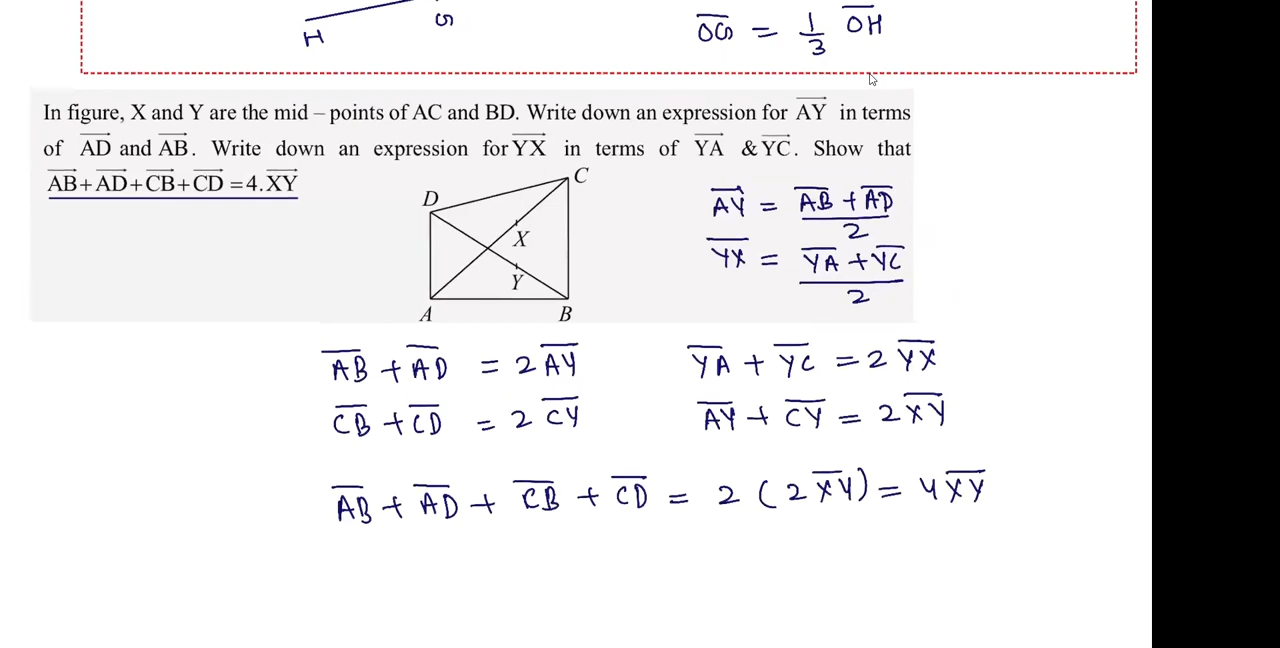 H G
OG = 1/3 OH
In figure, X and Y are the mid – points of AC and BD. Write down an expression for AY in terms
of AD and AB. Write down an expression for YX in terms of YA & YC. Show that
AB+AD+CB+CD=4.XY
D C
X
Y
A B
AY = AB + AD / 2
YX = YA + YC / 2
AB + AD = 2 AY YA + YC = 2 YX
CB + CD = 2 CY AY + CY = 2 XY
AB + AD + CB + CD = 2 (2 XY) = 4 XY